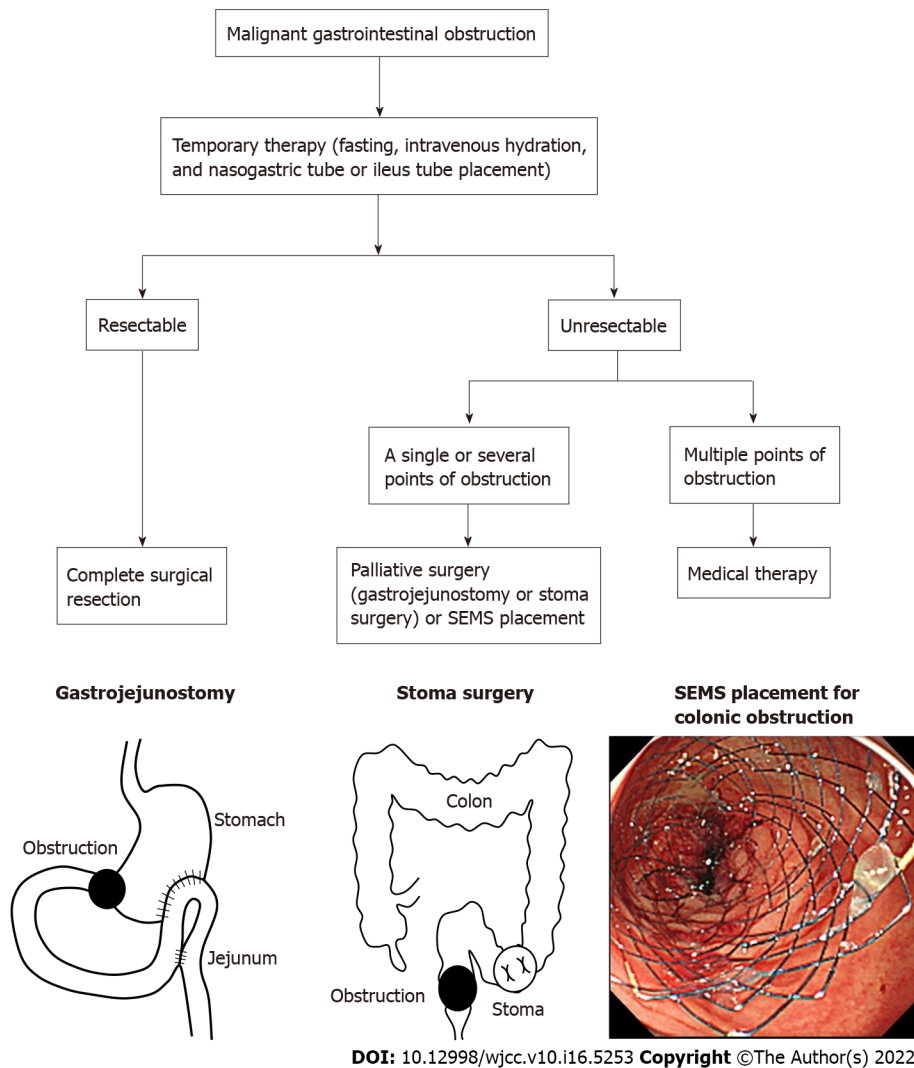 Malignant gastrointestinal obstruction
Temporary therapy (fasting, intravenous hydration,
and nasogastric tube or ileus tube placement)
Resectable
Unresectable
A single or several
points of obstruction
Multiple points of
obstruction
Complete surgical
resection
Palliative surgery
(gastrojejunostomy or stoma
surgery) or SEMS placement
Medical therapy
Gastrojejunostomy
Stomach
Obstruction
Jejunum
Stoma surgery
Colon
Obstruction
Stoma
SEMS placement for
colonic obstruction
DOI: 10.12998/wjcc.v10.i16.5253 Copyright ©The Author(s) 2022